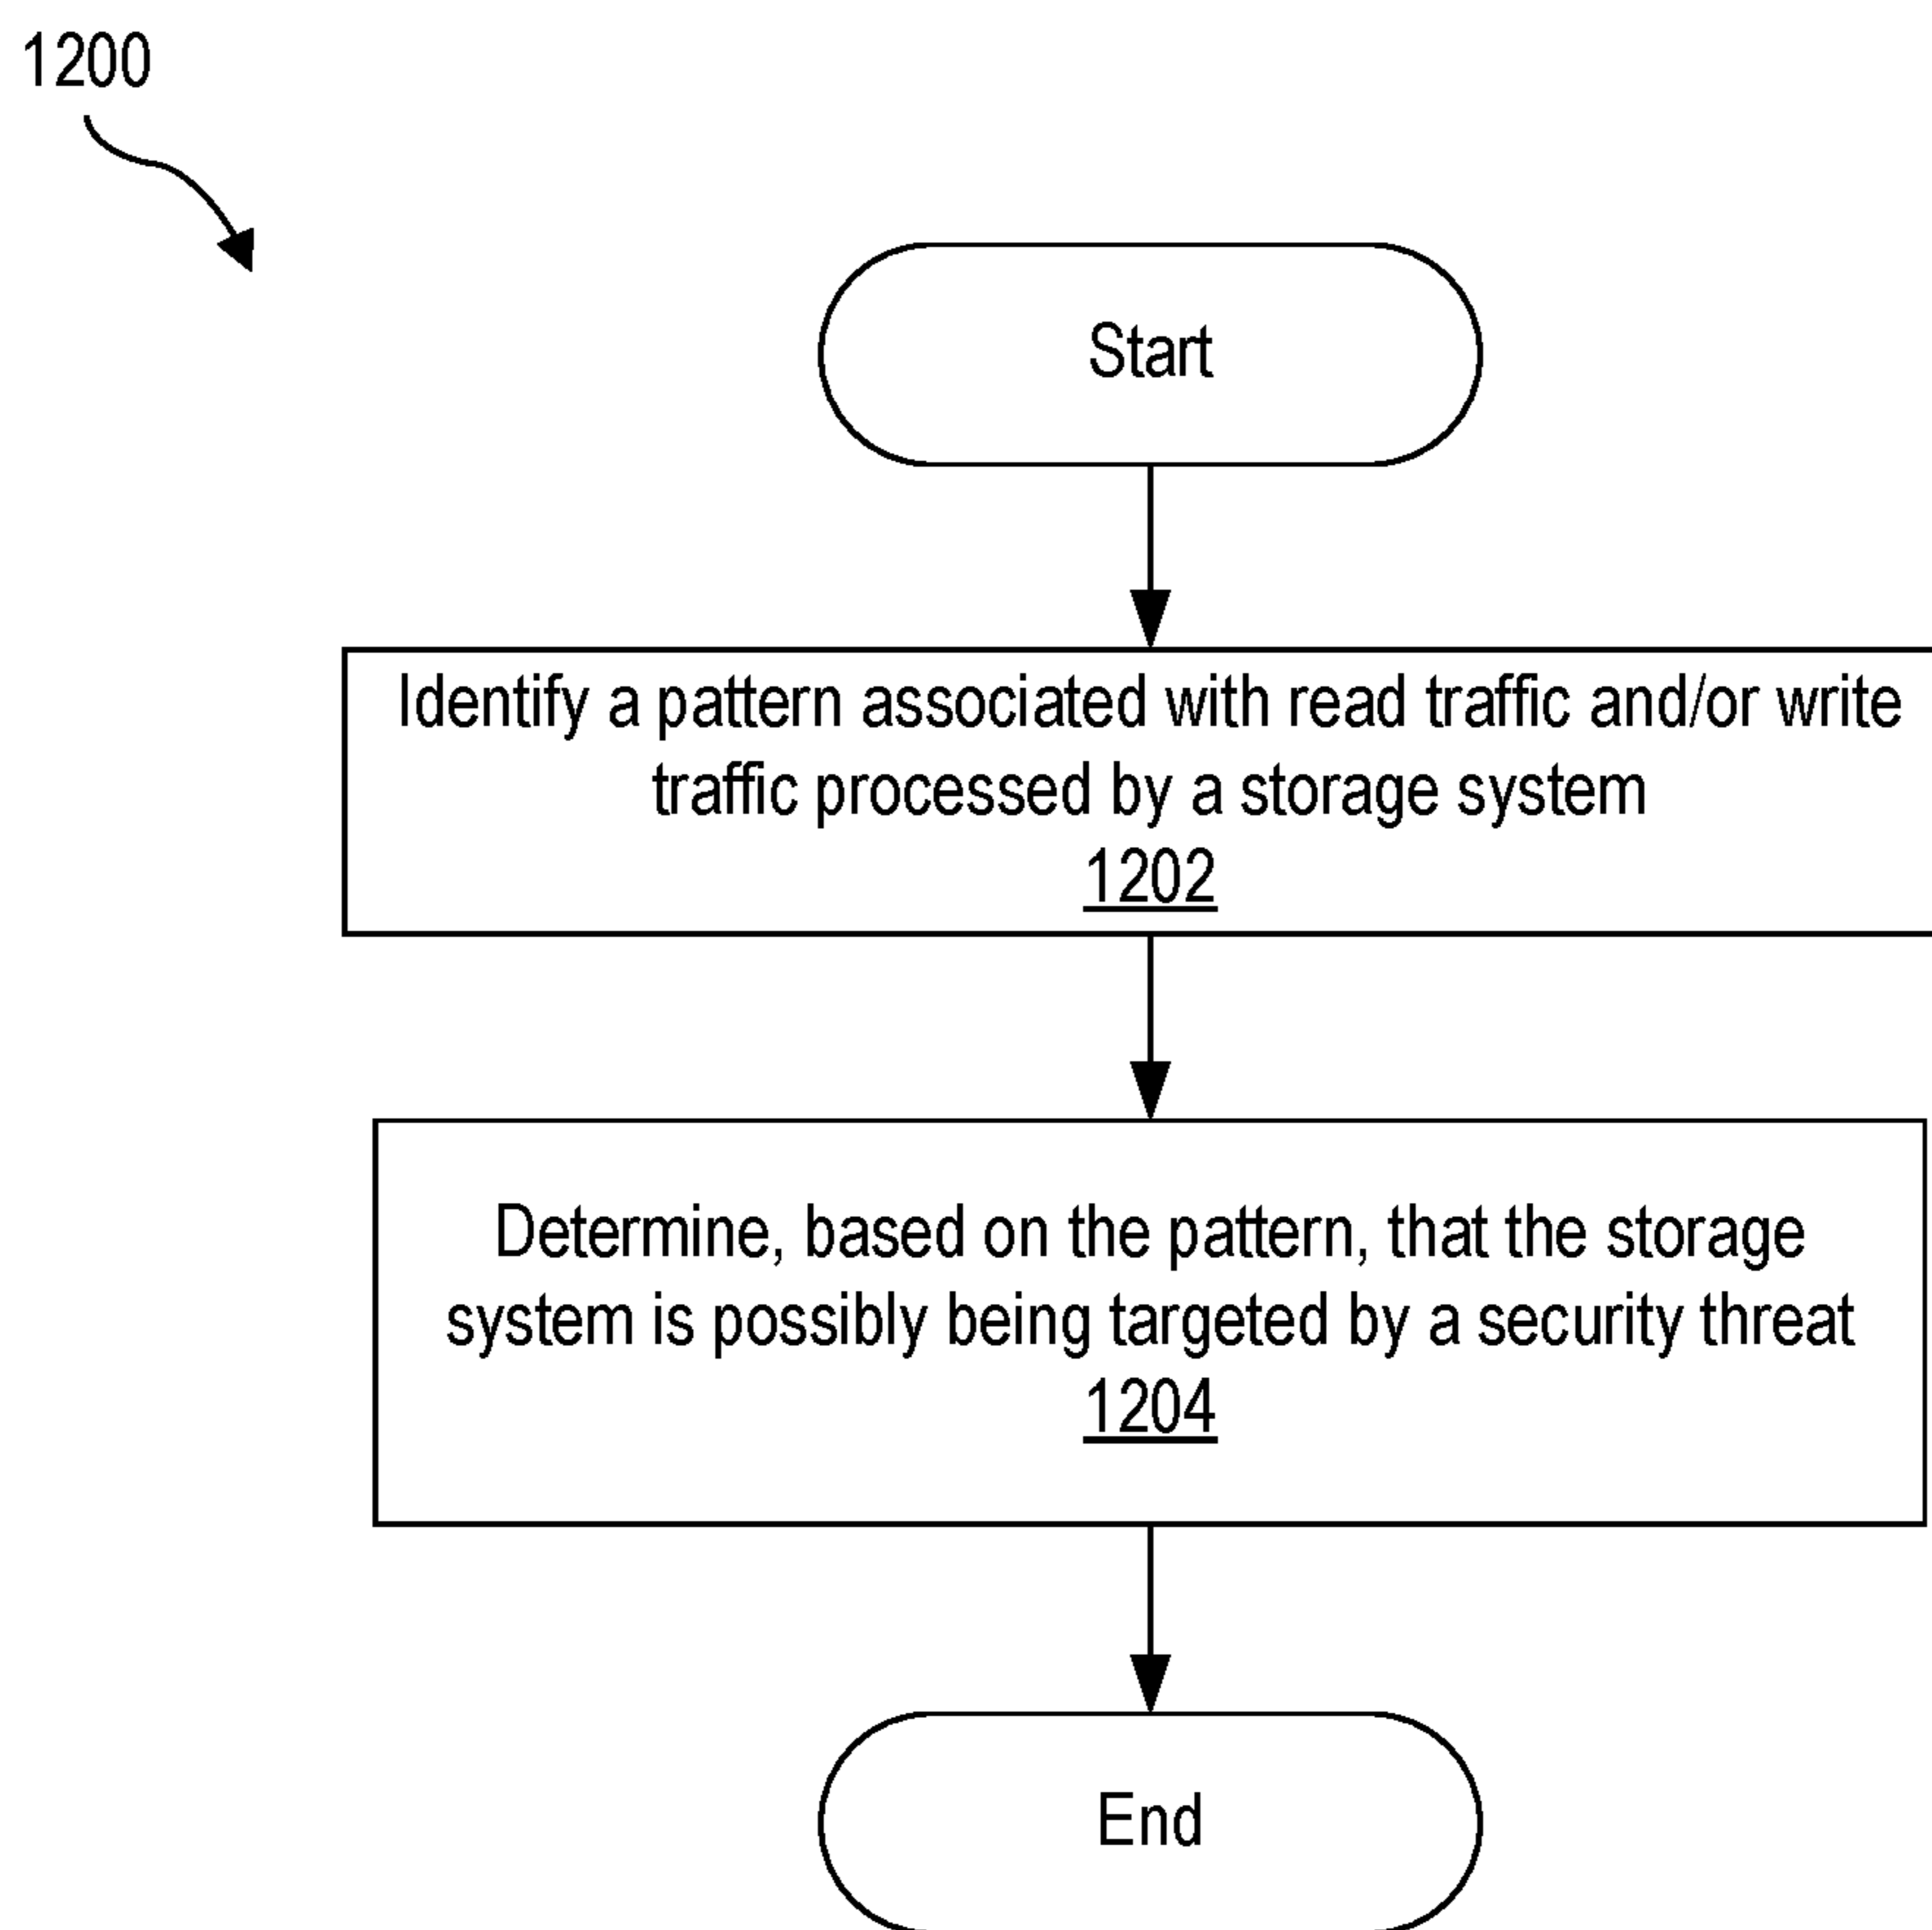 1200
Start
Identify a pattern associated with read traffic and/or write
traffic processed by a storage system
1202
Determine, based on the pattern, that the storage
system is possibly being targeted by a security threat
1204
End